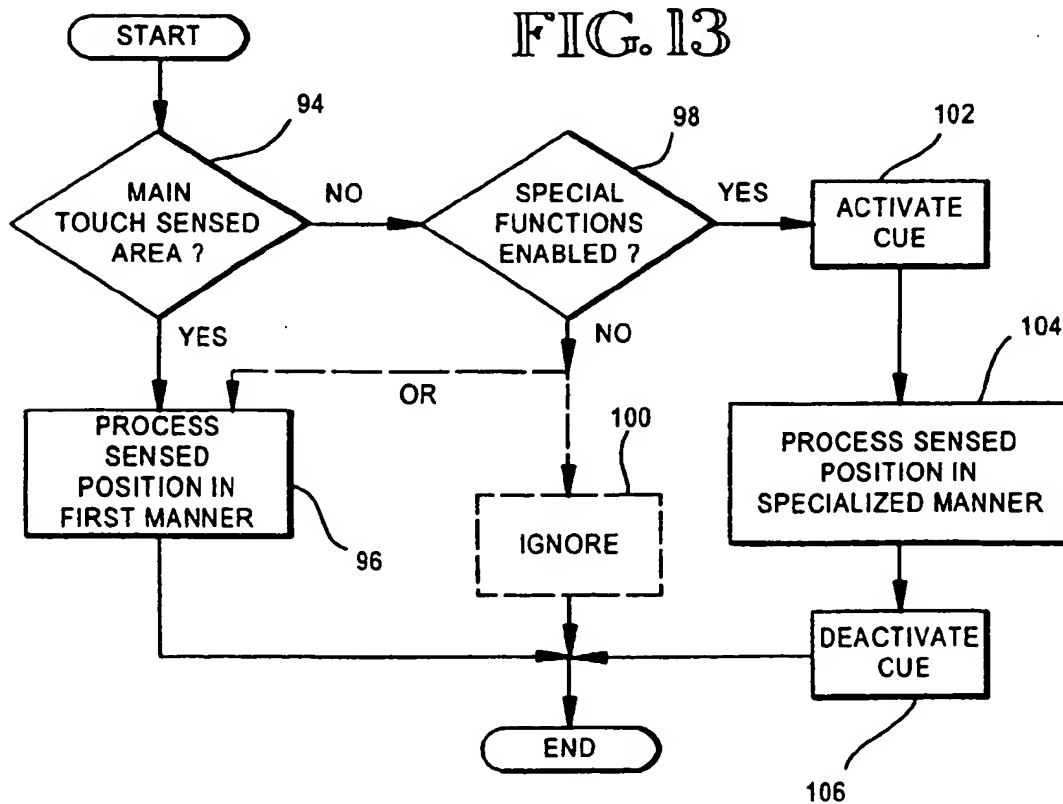 FIG. 13
START
94
MAIN
TOUCH SENSED
AREA ?
NO
98
SPECIAL
FUNCTIONS
ENABLED ?
YES
102
ACTIVATE
CUE
YES
NO
OR
104
PROCESS
SENSED
POSITION IN
FIRST MANNER
96
100
IGNORE
PROCESS SENSED
POSITION IN
SPECIALIZED MANNER
DEACTIVATE
CUE
106
END